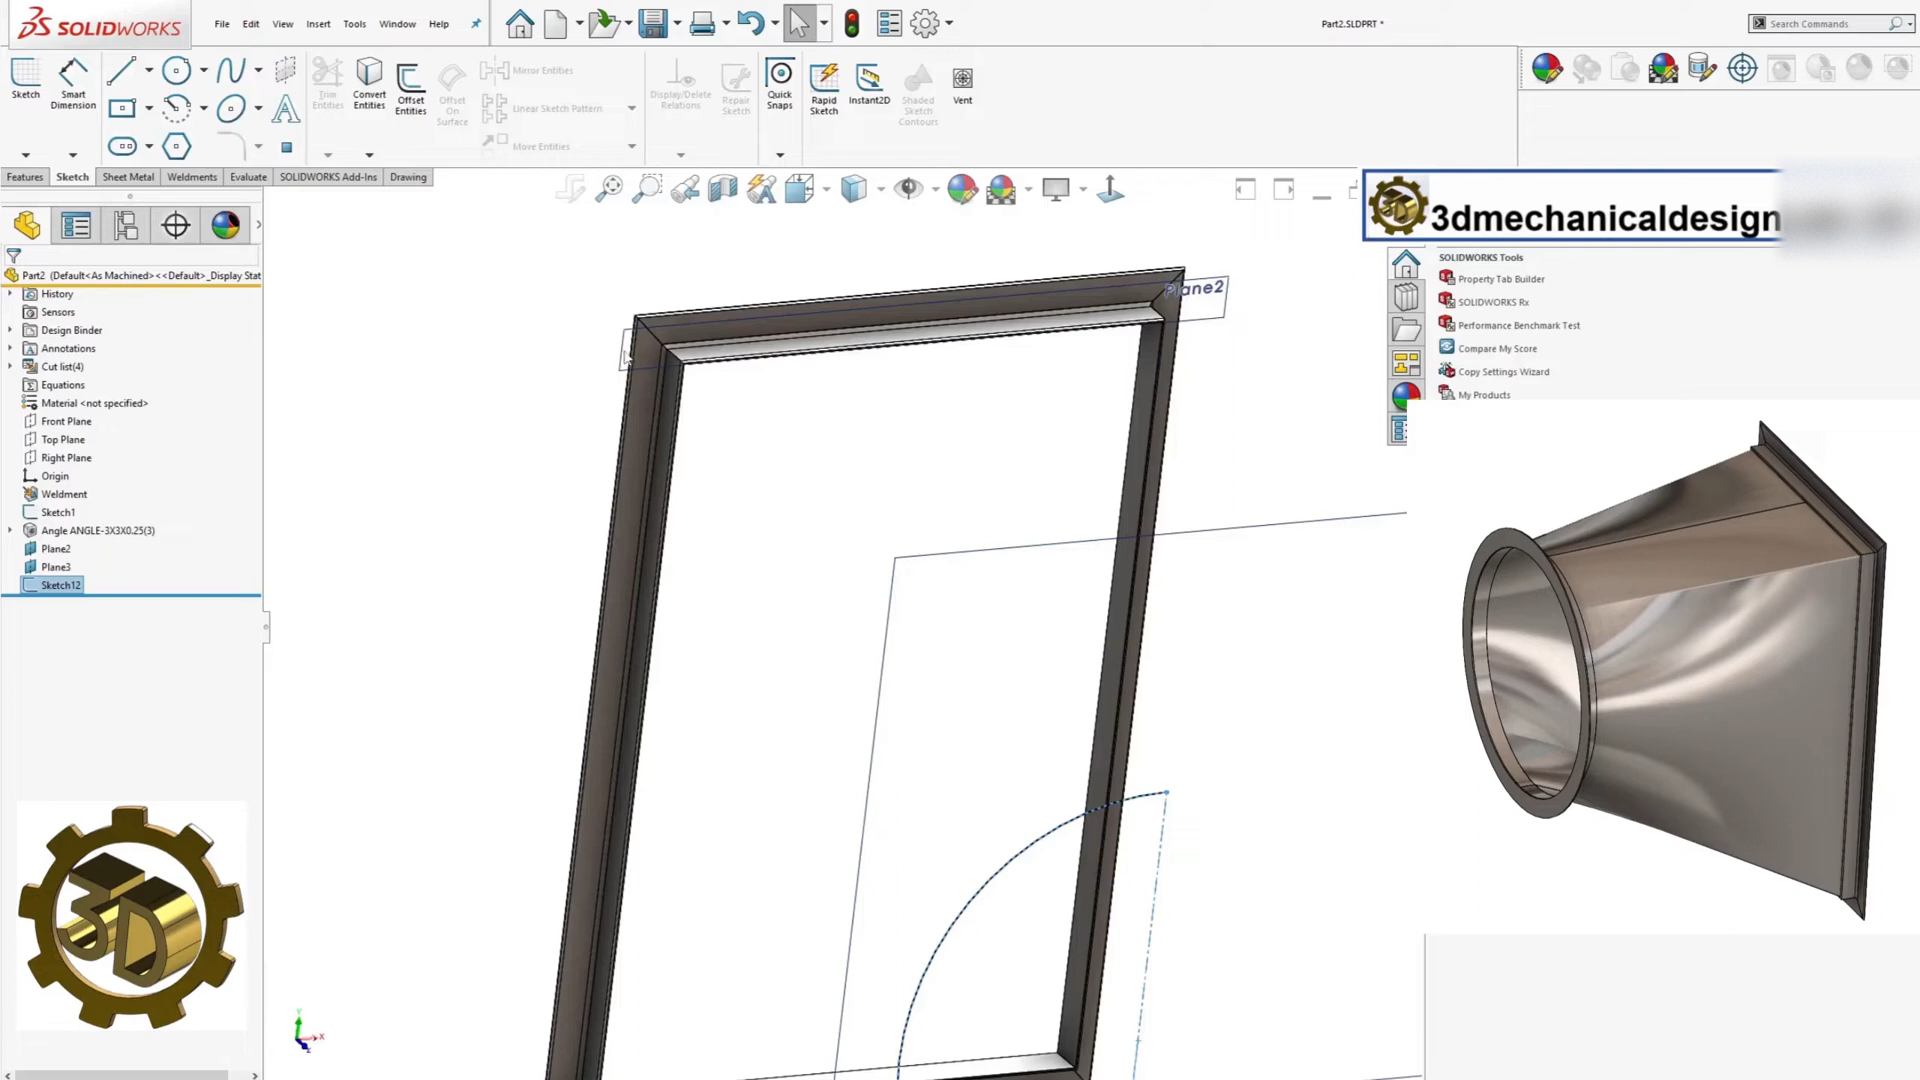 SOLIDWORKS
File Edit View Insert Tools Window Help
Part2.SLDPRT *
Search Commands
Sketch
Smart
Dimension
Trim
Entities
Convert
Entities
Offset
Entities
Offset
On
Surface
Mirror Entities
Linear Sketch Pattern
Move Entities
Display/Delete
Relations
Repair
Sketch
Quick
Snaps
Rapid
Sketch
Instant2D
Shaded
Sketch
Contours
Vent
Features Sketch Sheet Metal Weldments Evaluate SOLIDWORKS Add-Ins Drawing
3dmechanicaldesign
SOLIDWORKS Tools
Property Tab Builder
SOLIDWORKS Rx
Performance Benchmark Test
Compare My Score
Copy Settings Wizard
My Products
Part2 (Default<As Machined><<Default>_Display Stat
History
Sensors
Design Binder
Annotations
Cut list(4)
Equations
Material <not specified>
Front Plane
Top Plane
Right Plane
Origin
Weldment
Sketch1
Angle ANGLE-3X3X0.25(3)
Plane2
Plane3
Sketch12
Plane2
3D
Y
X
Z